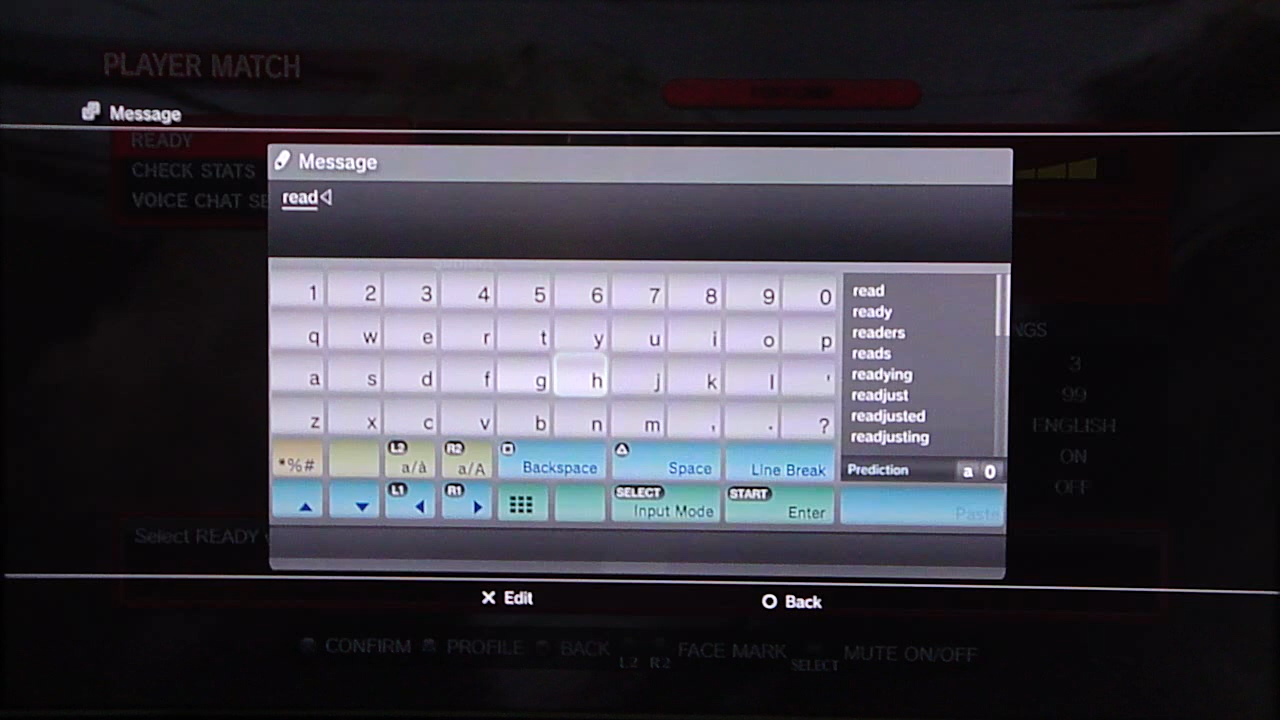 PLAYER MATCH
Message
READY
CHECK STATS
VOICE CHAT SE
Message
read
1 2 3 4 5 6 7 8 9 0
q w e r t y u i o p
a s d f g h j k l '
z x c v b n m , . ?
*%# L2 a/à R2 a/A Backspace Space Line Break
L1 R1 SELECT Input Mode START Enter Paste
read
ready
readers
reads
readying
readjust
readjusted
readjusting
Prediction a 0
NGS
3
99
ENGLISH
ON
OFF
Select READY
X Edit O Back
CONFIRM PROFILE BACK L2 R2 FACE MARK SELECT MUTE ON/OFF